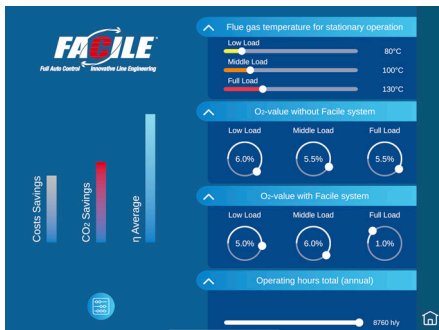 FACILE
Full Auto Control Innovative Line Engineering
Costs Savings
CO2 Savings
η Average
Flue gas temperature for stationary operation
Low Load
80°C
Middle Load
100°C
Full Load
130°C
O2-value without Facile system
Low Load Middle Load Full Load
6.0% 5.5% 5.5%
O2-value with Facile system
Low Load Middle Load Full Load
5.0% 6.0% 1.0%
Operating hours total (annual)
8760 h/y